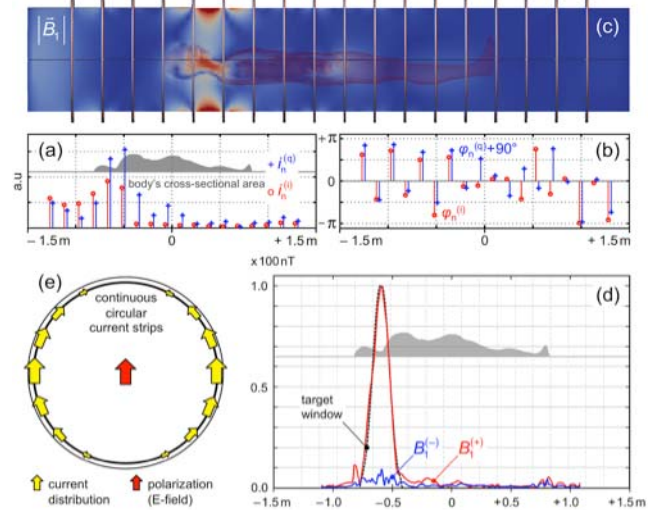 |B⃗₁|
(c)
(a)
+ Iₙ⁽q⁾
body's cross-sectional area
o Iₙ⁽i⁾
a.u
- 1.5m
0
+ 1.5m
(b)
φₙ⁽q⁾+90°
φₙ⁽i⁾
+π
0
-π
- 1.5m
0
+ 1.5m
(e)
continuous
circular
current strips
current
distribution
polarization
(E-field)
x100nT
(d)
1.0
0.5
0.0
target
window
B₁⁽⁻⁾
B₁⁽⁺⁾
-1.5m
-1.0
-0.5
0
+0.5
+1.0
+1.5m